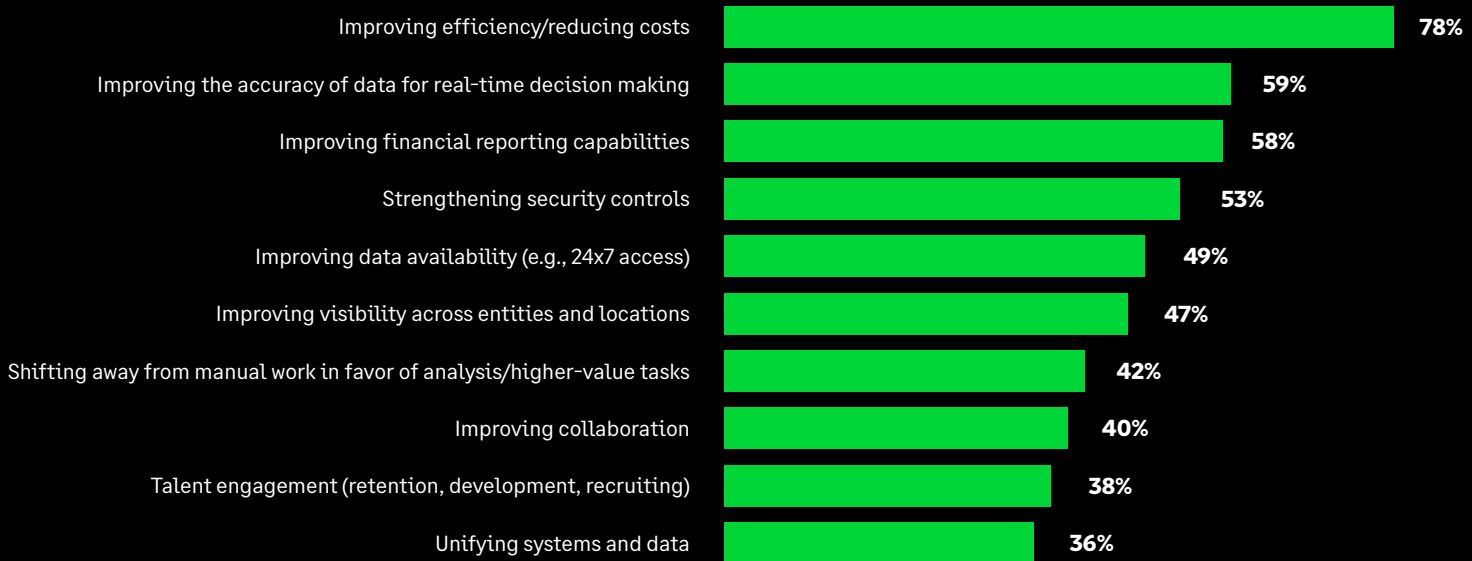 Improving efficiency/reducing costs 78%
Improving the accuracy of data for real-time decision making 59%
Improving financial reporting capabilities 58%
Strengthening security controls 53%
Improving data availability (e.g., 24x7 access) 49%
Improving visibility across entities and locations 47%
Shifting away from manual work in favor of analysis/higher-value tasks 42%
Improving collaboration 40%
Talent engagement (retention, development, recruiting) 38%
Unifying systems and data 36%